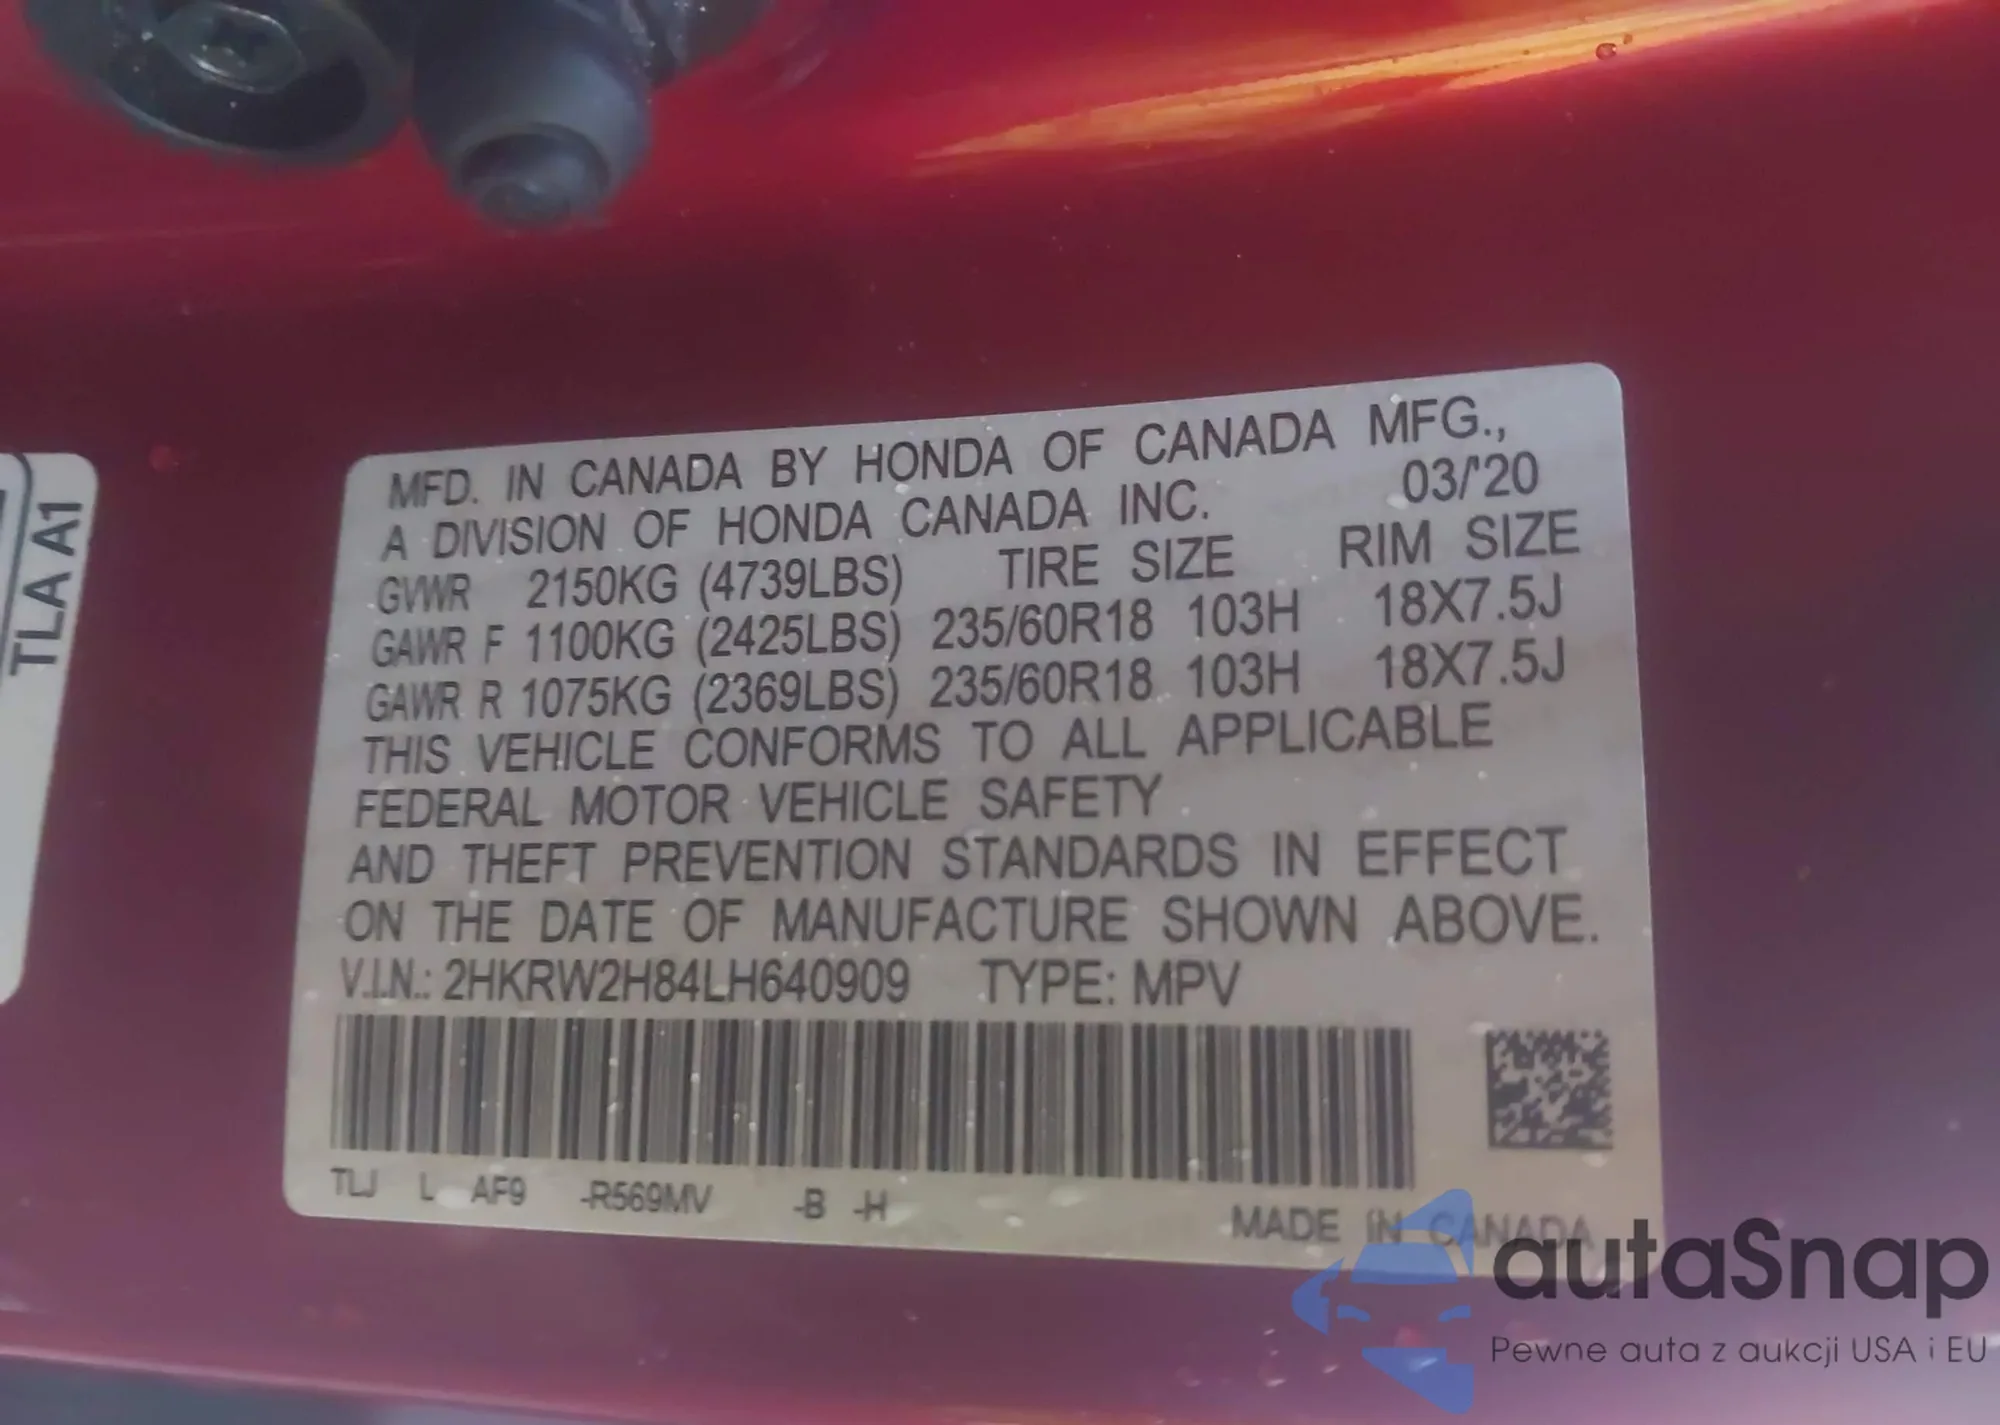 TLA A1
MFD. IN CANADA BY HONDA OF CANADA MFG.,
A DIVISION OF HONDA CANADA INC. 03/'20
GVWR 2150KG (4739LBS) TIRE SIZE RIM SIZE
GAWR F 1100KG (2425LBS) 235/60R18 103H 18X7.5J
GAWR R 1075KG (2369LBS) 235/60R18 103H 18X7.5J
THIS VEHICLE CONFORMS TO ALL APPLICABLE
FEDERAL MOTOR VEHICLE SAFETY
AND THEFT PREVENTION STANDARDS IN EFFECT
ON THE DATE OF MANUFACTURE SHOWN ABOVE.
V.I.N.: 2HKRW2H84LH640909 TYPE: MPV
TLJ L AF9 -R569MV -B -H
MADE IN CANADA
autaSnap
Pewne auta z aukcji USA i EU